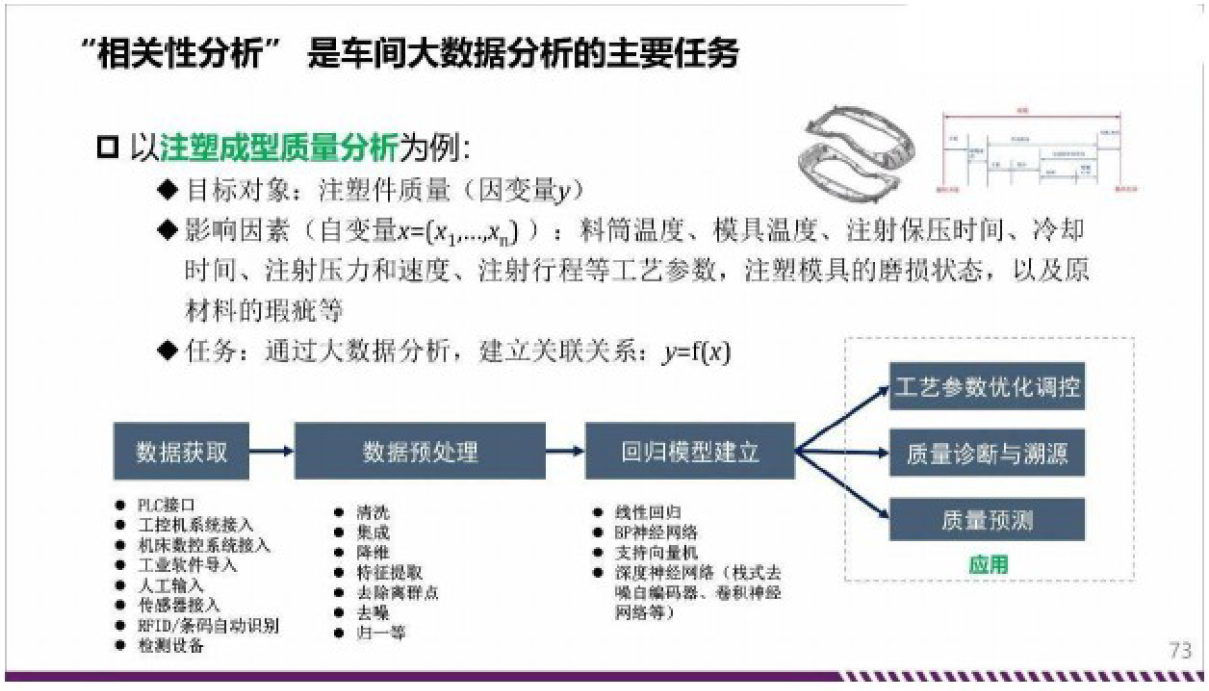 “相关性分析” 是车间大数据分析的主要任务
以注塑成型质量分析为例：
◆ 目标对象：注塑件质量（因变量y）
◆ 影响因素（自变量x=(x1,...,xn)）：料筒温度、模具温度、注射保压时间、冷却
时间、注射压力和速度、注射行程等工艺参数，注塑模具的磨损状态，以及原
材料的瑕疵等
◆ 任务：通过大数据分析，建立关联关系：y=f(x)
数据获取
● PLC接口
● 工控机系统接入
● 机床数控系统接入
● 工业软件导入
● 人工输入
● 传感器接入
● RFID/条码自动识别
● 检测设备
数据预处理
● 清洗
● 集成
● 降维
● 特征提取
● 去除离群点
● 去噪
● 归一等
回归模型建立
● 线性回归
● BP神经网络
● 支持向量机
● 深度神经网络（栈式去
噪自编码器、卷积神经
网络等）
工艺参数优化调控
质量诊断与溯源
质量预测
应用
73